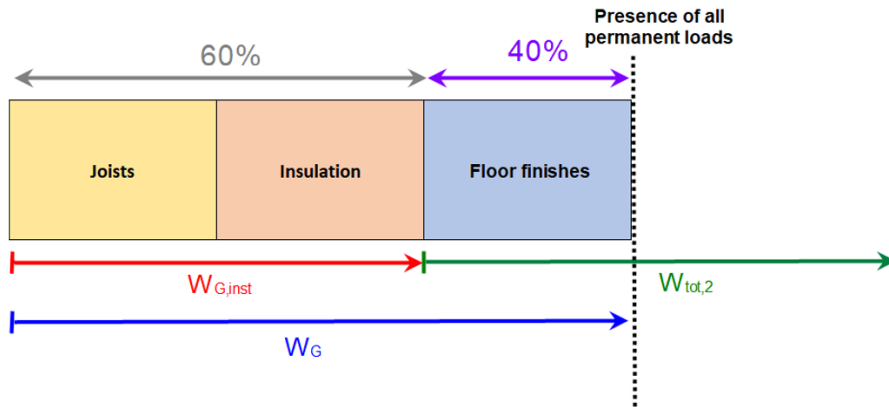 Presence of all
permanent loads
60%
40%
Joists
Insulation
Floor finishes
WG,inst
Wtot,2
WG